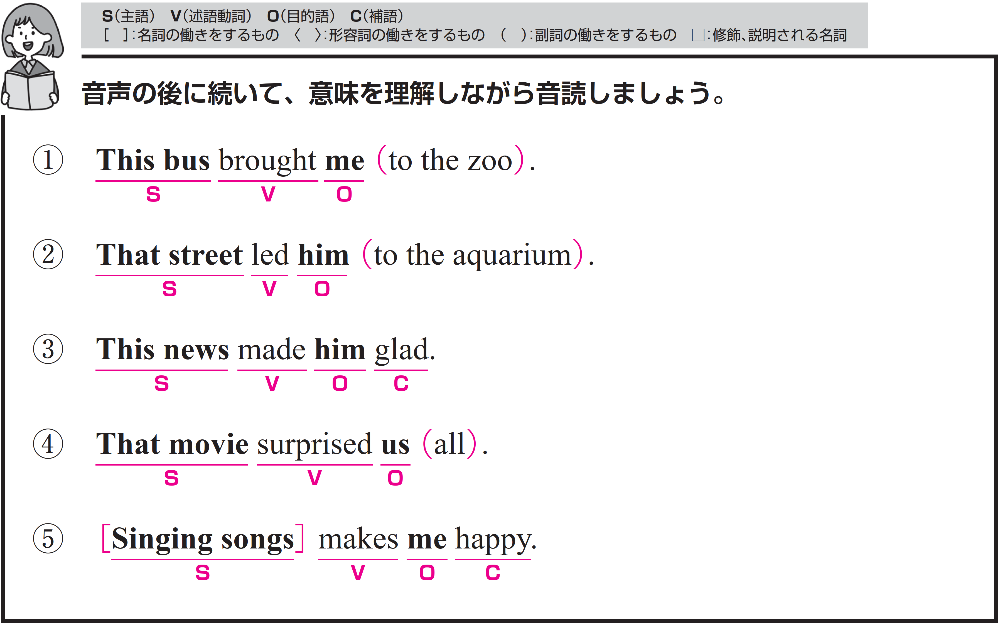 S（主語） V（述語動詞） O（目的語） C（補語）
［ ］：名詞の働きをするもの 〈 〉：形容詞の働きをするもの （ ）：副詞の働きをするもの □：修飾、説明される名詞
音声の後に続いて、意味を理解しながら音読しましょう。
① This bus brought me （to the zoo）.
S V O
② That street led him （to the aquarium）.
S V O
③ This news made him glad.
S V O C
④ That movie surprised us （all）.
S V O
⑤ ［Singing songs］ makes me happy.
S V O C